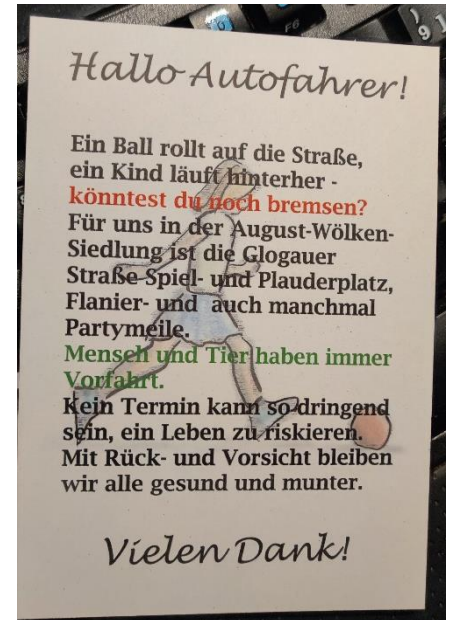 F6
)
9
Hallo Autofahrer!
Ein Ball rollt auf die Straße,
ein Kind läuft hinterher -
könntest du noch bremsen?
Für uns in der August-Wölken-
Siedlung ist die Glogauer
Straße Spiel- und Plauderplatz,
Flanier- und auch manchmal
Partymeile.
Mensch und Tier haben immer
Vorfahrt.
Kein Termin kann so dringend
sein, ein Leben zu riskieren.
Mit Rück- und Vorsicht bleiben
wir alle gesund und munter.
Vielen Dank!